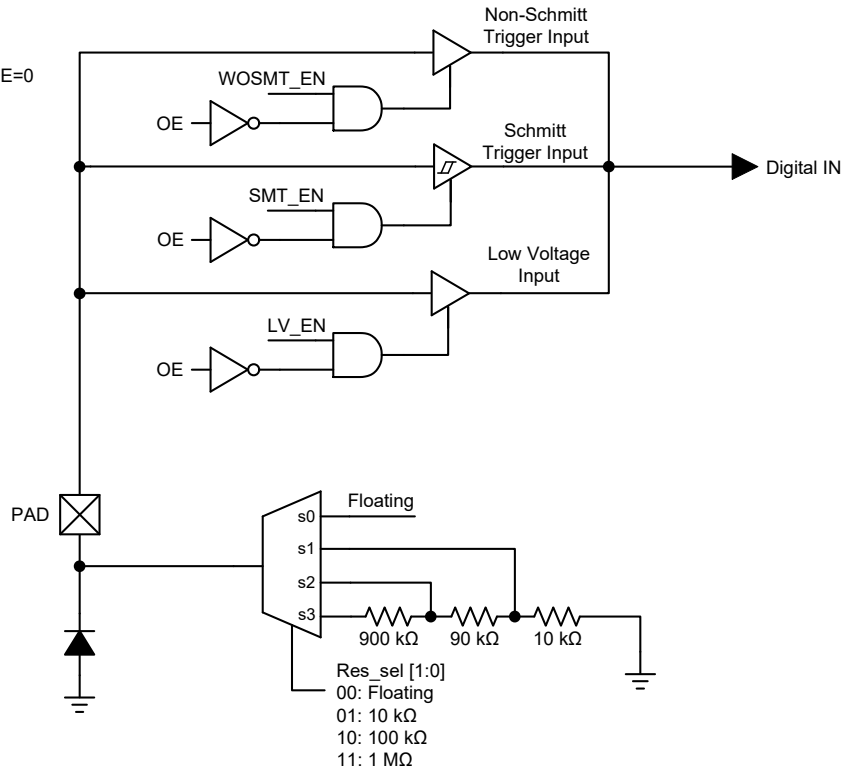 Non-Schmitt
Trigger Input
E=0
WOSMT_EN
OE
Schmitt
Trigger Input
Digital IN
SMT_EN
OE
Low Voltage
Input
LV_EN
OE
PAD
Floating
s0
s1
s2
s3
900 kΩ
90 kΩ
10 kΩ
Res_sel [1:0]
00: Floating
01: 10 kΩ
10: 100 kΩ
11: 1 MΩ